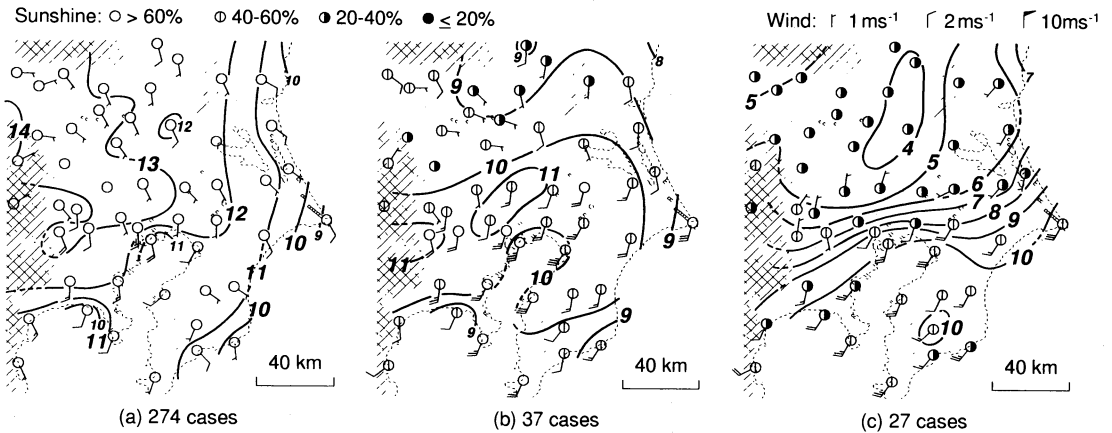 Sunshine: > 60% 40-60% 20-40% ≤ 20% Wind: 1 ms-1 2 ms-1 10ms-1
10 14 12 13 12 11 10 9 11 10 10 11 40 km
9 9 8 10 11 11 10 9 9 9 40 km
5 7 4 5 6 7 8 9 10 10 40 km
(a) 274 cases (b) 37 cases (c) 27 cases